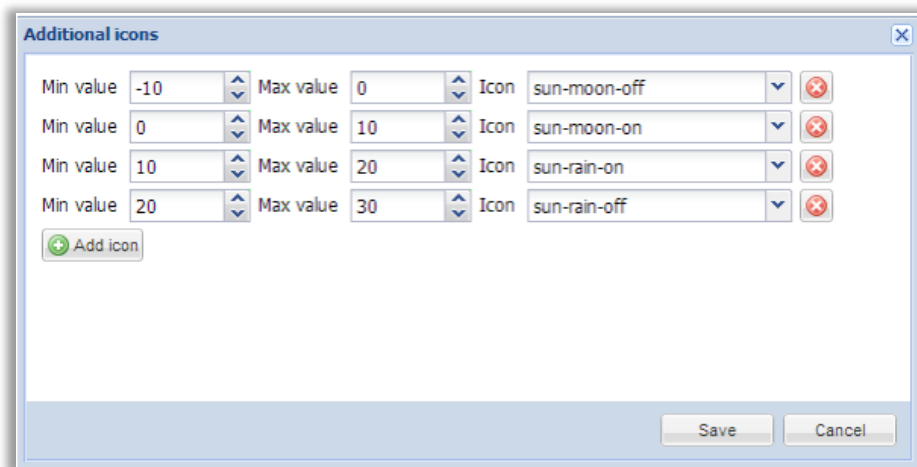 Additional icons
Min value -10 Max value 0 Icon sun-moon-off
Min value 0 Max value 10 Icon sun-moon-on
Min value 10 Max value 20 Icon sun-rain-on
Min value 20 Max value 30 Icon sun-rain-off
Add icon
Save Cancel